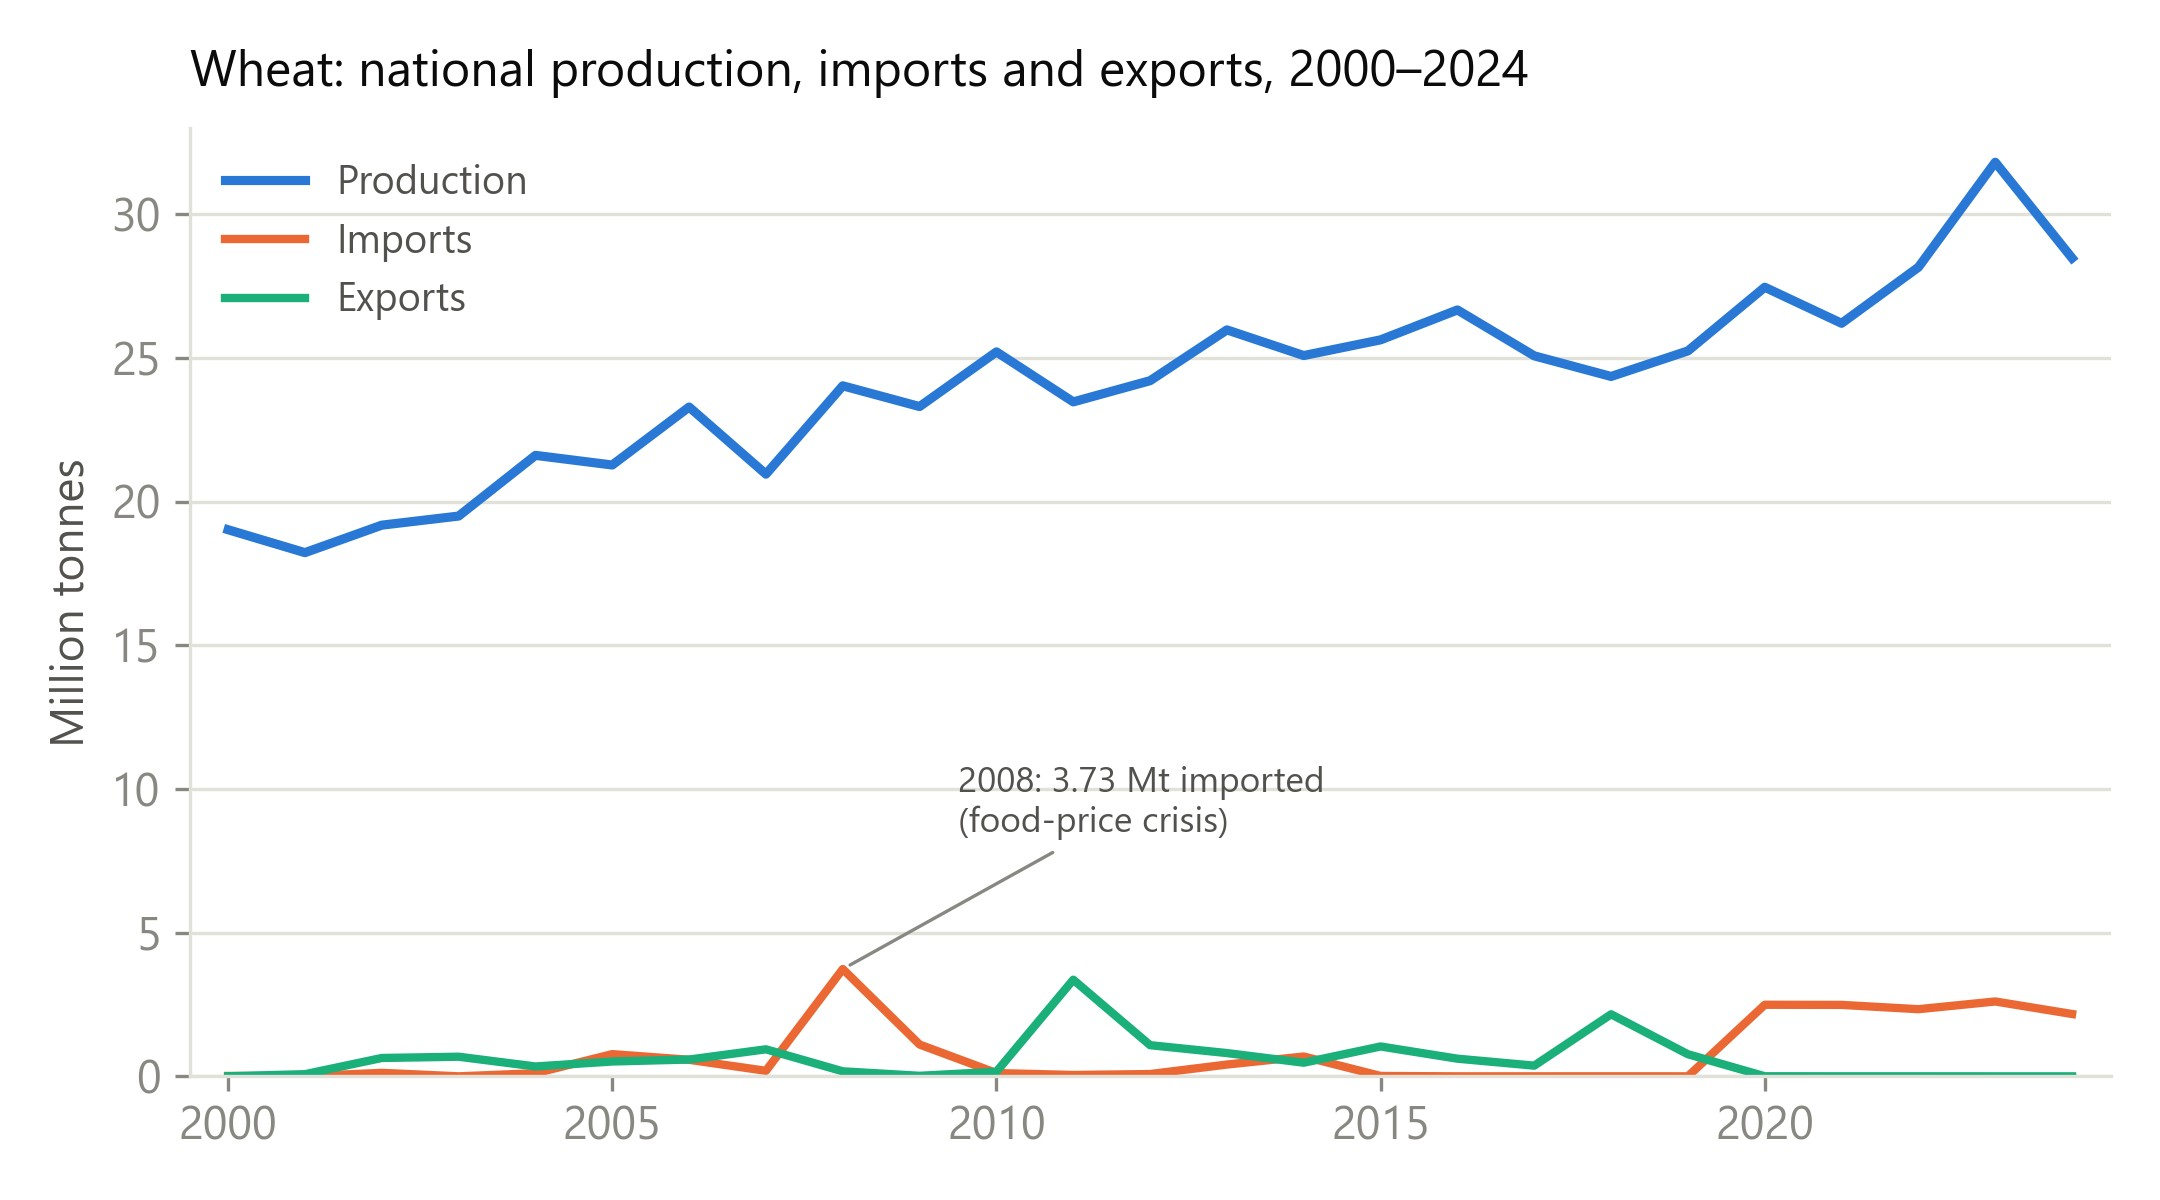 Wheat: national production, imports and exports, 2000–2024
Production
Imports
Exports
Million tonnes
30
25
20
15
10
5
0
2008: 3.73 Mt imported
(food-price crisis)
2000 2005 2010 2015 2020